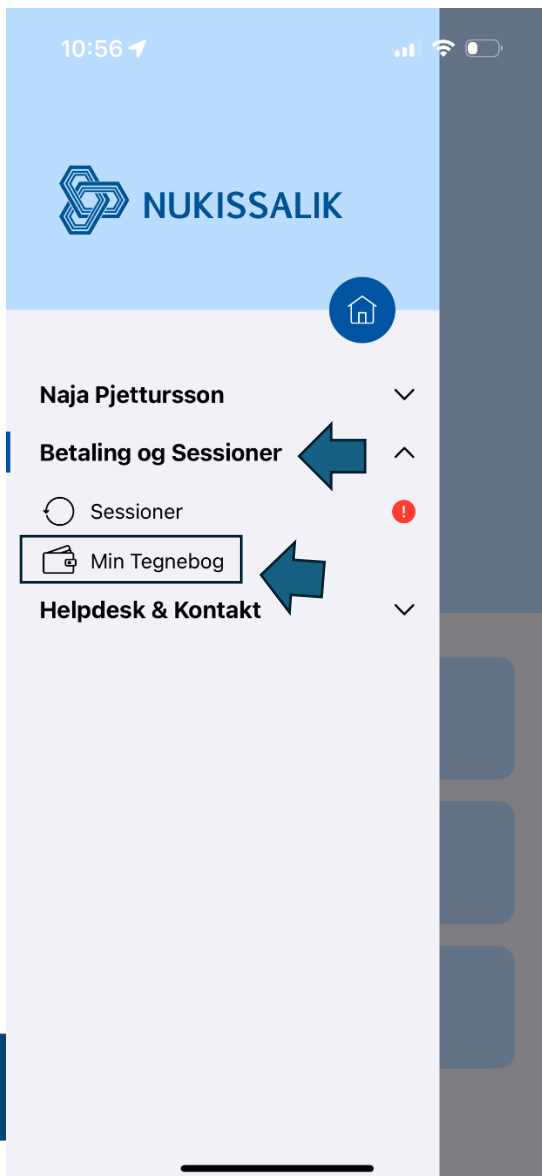 10:56
NUKISSALIK
Naja Pjettursson
Betaling og Sessioner
Sessioner
!
Min Tegnebog
Helpdesk & Kontakt